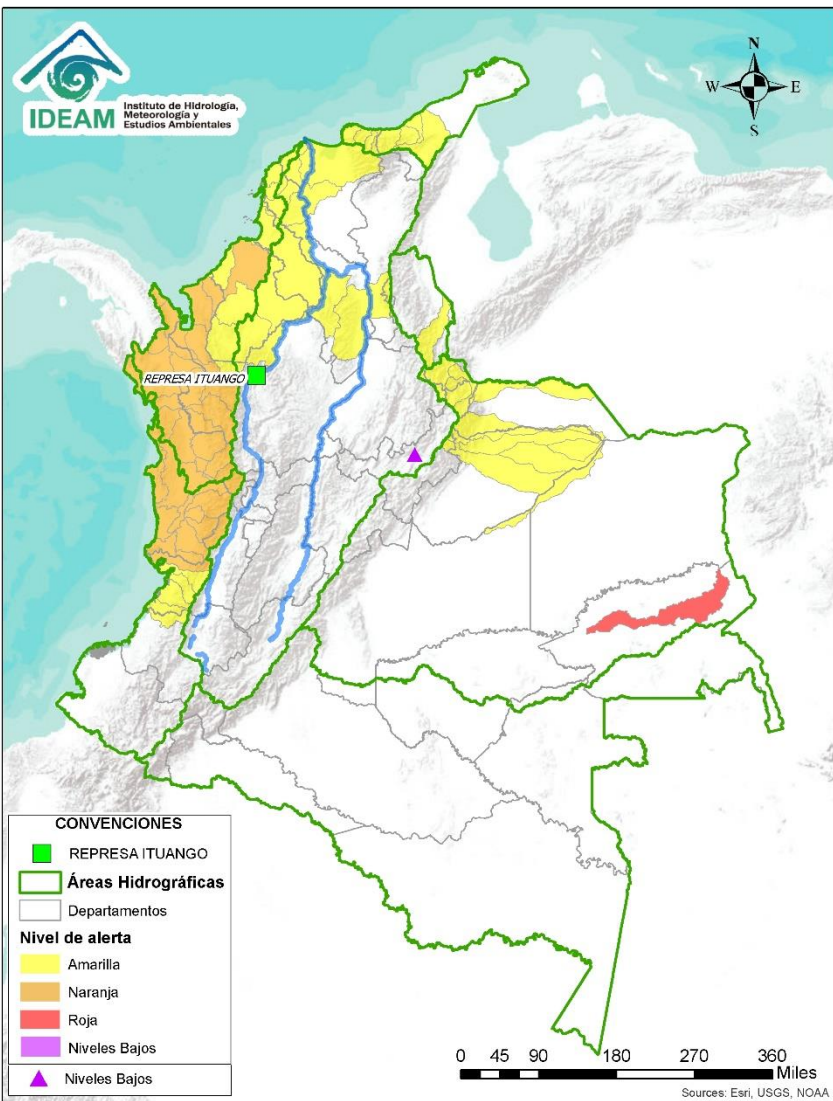 IDEAM
Instituto de Hidrología,
Meteorología y
Estudios Ambientales
N
W
E
S
REPRESA ITUANGO
CONVENCIONES
REPRESA ITUANGO
Áreas Hidrográficas
Departamentos
Nivel de alerta
Amarilla
Naranja
Roja
Niveles Bajos
Niveles Bajos
0 45 90 180 270 360
Miles
Sources: Esri, USGS, NOAA